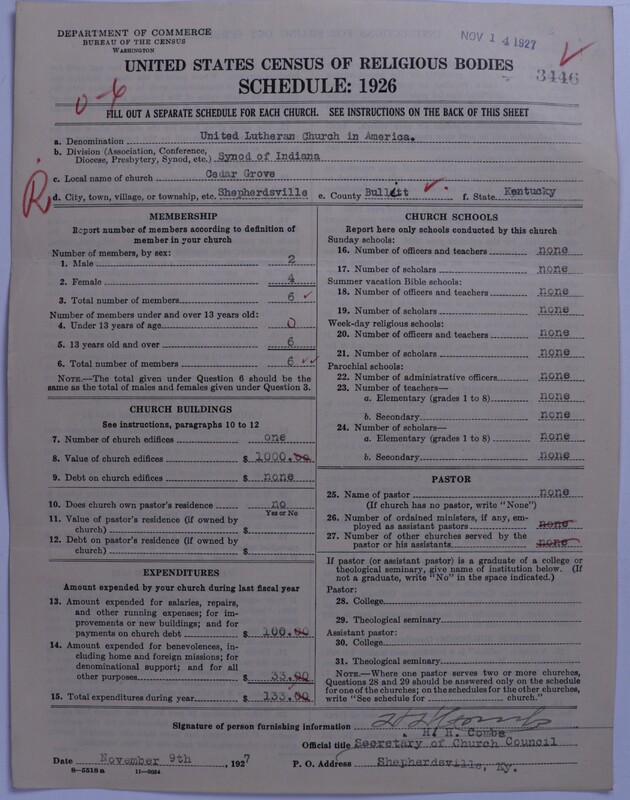 DEPARTMENT OF COMMERCE
BUREAU OF THE CENSUS
WASHINGTON
NOV 14 1927
UNITED STATES CENSUS OF RELIGIOUS BODIES
3446
SCHEDULE: 1926
0-6
FILL OUT A SEPARATE SCHEDULE FOR EACH CHURCH. SEE INSTRUCTIONS ON THE BACK OF THIS SHEET
a. Denomination United Lutheran Church in America.
b. Division (Association, Conference,
Diocese, Presbytery, Synod, etc.) Synod of Indiana
c. Local name of church Cedar Grove
R
d. City, town, village, or township, etc. Shepherdsville e. County Bullitt f. State Kentucky
MEMBERSHIP
Report number of members according to definition of
member in your church
Number of members, by sex:
1. Male 2
2. Female 4
3. Total number of members 6
Number of members under and over 13 years old:
4. Under 13 years of age 0
5. 13 years old and over 6
6. Total number of members 6
NOTE.—The total given under Question 6 should be the
same as the total of males and females given under Question 3.
CHURCH BUILDINGS
See instructions, paragraphs 10 to 12
7. Number of church edifices one
8. Value of church edifices $ 1000.00
9. Debt on church edifices $ none
10. Does church own pastor's residence no
Yes or No
11. Value of pastor's residence (if owned by
church) $
12. Debt on pastor's residence (if owned by
church) $
EXPENDITURES
Amount expended by your church during last fiscal year
13. Amount expended for salaries, repairs,
and other running expenses; for im-
provements or new buildings; and for
payments on church debt $ 100.00
14. Amount expended for benevolences, in-
cluding home and foreign missions; for
denominational support; and for all
other purposes $ 33.00
15. Total expenditures during year $ 133.00
CHURCH SCHOOLS
Report here only schools conducted by this church
Sunday schools:
16. Number of officers and teachers none
17. Number of scholars none
Summer vacation Bible schools:
18. Number of officers and teachers none
19. Number of scholars none
Week-day religious schools:
20. Number of officers and teachers none
21. Number of scholars none
Parochial schools:
22. Number of administrative officers none
23. Number of teachers—
a. Elementary (grades 1 to 8) none
b. Secondary none
24. Number of scholars—
a. Elementary (grades 1 to 8) none
b. Secondary none
PASTOR
25. Name of pastor none
(If church has no pastor, write "None")
26. Number of ordained ministers, if any, em-
ployed as assistant pastors none
27. Number of other churches served by the
pastor or his assistants none
If pastor (or assistant pastor) is a graduate of a college or
theological seminary, give name of institution below. (If
not a graduate, write "No" in the space indicated.)
Pastor:
28. College
29. Theological seminary
Assistant pastor:
30. College
31. Theological seminary
NOTE.—Where one pastor serves two or more churches,
Questions 28 and 29 should be answered only on the schedule
for one of the churches; on the schedules for the other churches,
write "See schedule for church."
Signature of person furnishing information H H Combs
H. H. Combs
Official title Secretary of Church Council
Date November 9th , 1927 P. O. Address Shepherdsville, Ky.
8—5518a 11—9034